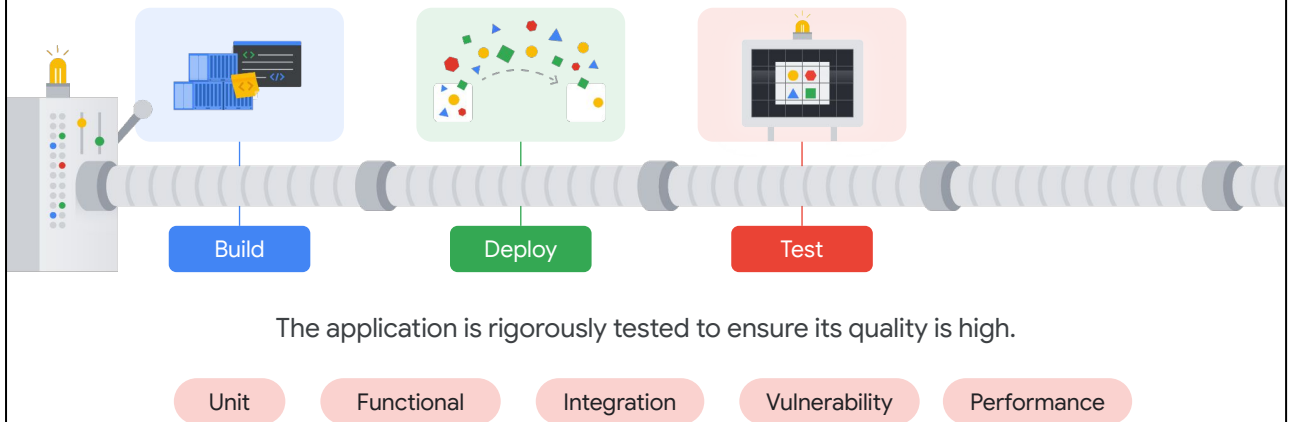 Build
Deploy
Test
The application is rigorously tested to ensure its quality is high.
Unit
Functional
Integration
Vulnerability
Performance